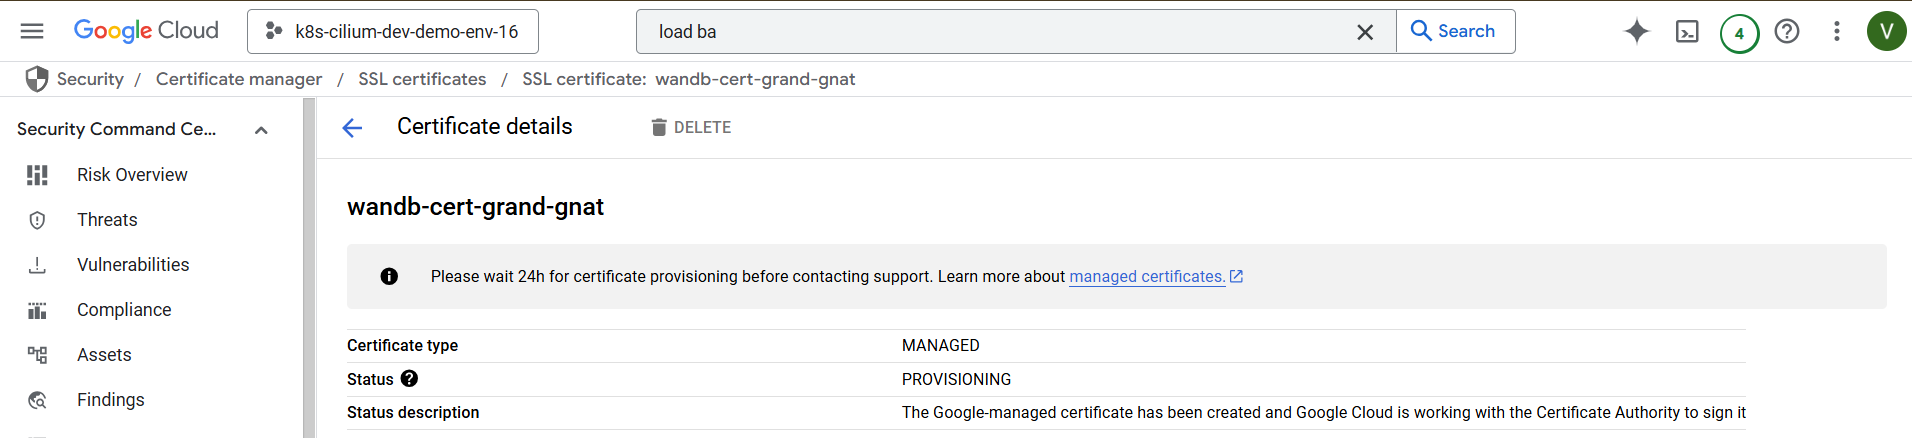 Google Cloud k8s-cilium-dev-demo-env-16 load ba Search 4 V
Security / Certificate manager / SSL certificates / SSL certificate: wandb-cert-grand-gnat
Security Command Ce...
Risk Overview
Threats
Vulnerabilities
Compliance
Assets
Findings
Certificate details DELETE
wandb-cert-grand-gnat
Please wait 24h for certificate provisioning before contacting support. Learn more about managed certificates.
Certificate type MANAGED
Status PROVISIONING
Status description The Google-managed certificate has been created and Google Cloud is working with the Certificate Authority to sign it